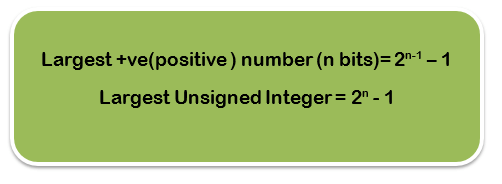 Largest +ve(positive ) number (n bits)= 2ⁿ⁻¹ – 1
Largest Unsigned Integer = 2ⁿ - 1